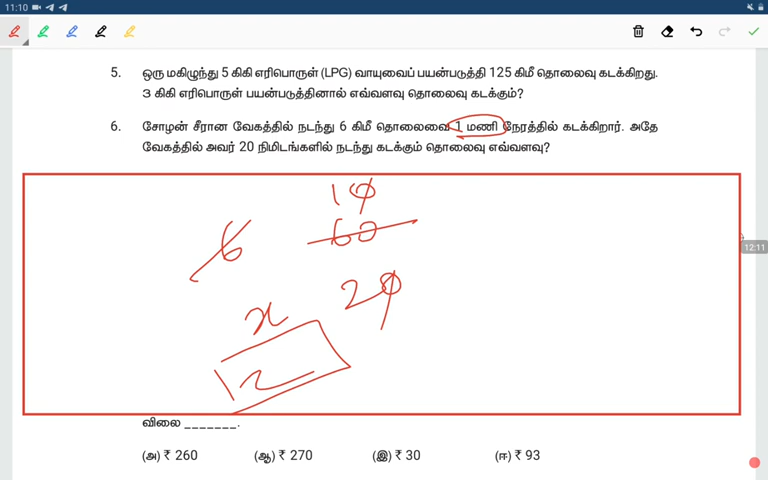 11:10
5. ஒரு மகிழுந்து 5 கிகி எரிபொருள் (LPG) வாயுவைப் பயன்படுத்தி 125 கிமீ தொலைவு கடக்கிறது.
3 கிகி எரிபொருள் பயன்படுத்தினால் எவ்வளவு தொலைவு கடக்கும்?
6. சோழன் சீரான வேகத்தில் நடந்து 6 கிமீ தொலைவை 1 மணி நேரத்தில் கடக்கிறார். அதே
வேகத்தில் அவர் 20 நிமிடங்களில் நடந்து கடக்கும் தொலைவு எவ்வளவு?
10
6 60
x 20
2
12:11
விலை _______.
(அ) ₹ 260 (ஆ) ₹ 270 (இ) ₹ 30 (ஈ) ₹ 93